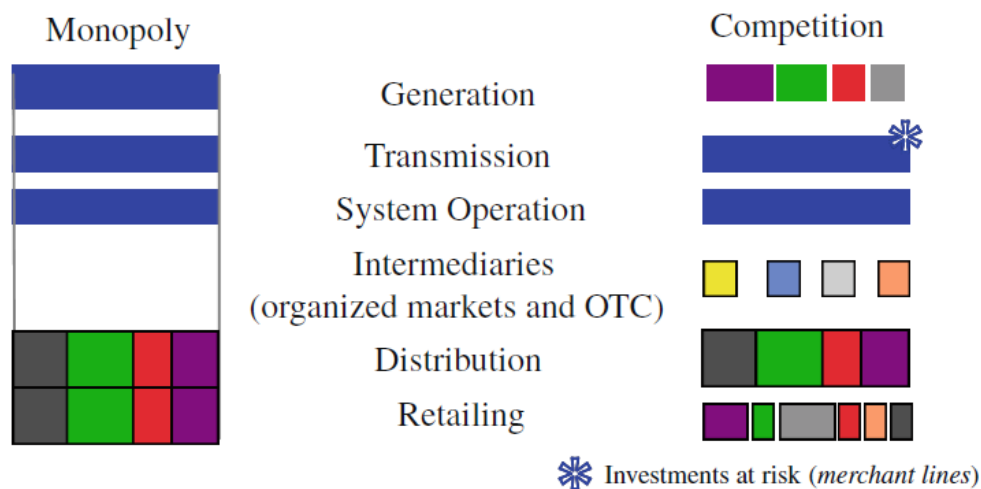 Monopoly
Competition
Generation
Transmission
System Operation
Intermediaries
(organized markets and OTC)
Distribution
Retailing
Investments at risk (merchant lines)